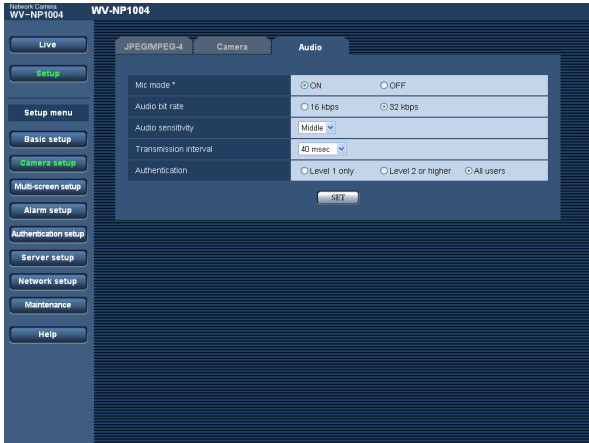 Network Camera
WV-NP1004
WV-NP1004
Live
Setup
Setup menu
Basic setup
Camera setup
Multi-screen setup
Alarm setup
Authentication setup
Server setup
Network setup
Maintenance
Help
JPEG/MPEG-4 Camera Audio
Mic mode * ON OFF
Audio bit rate 16 kbps 32 kbps
Audio sensitivity Middle
Transmission interval 40 msec
Authentication Level 1 only Level 2 or higher All users
SET